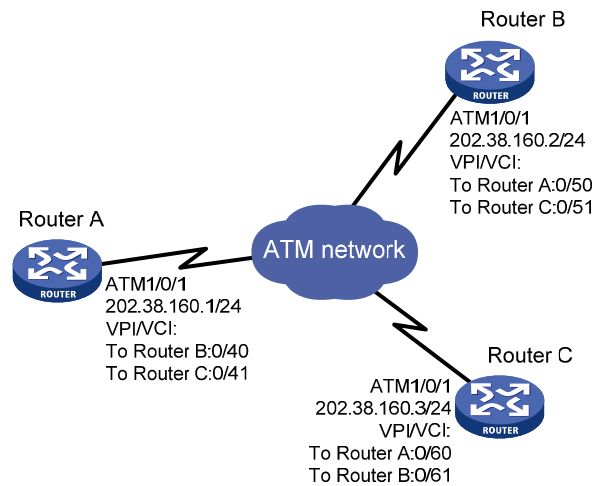 Router B
ROUTER
ATM1/0/1
202.38.160.2/24
VPI/VCI:
To Router A:0/50
To Router C:0/51
Router A
ROUTER
ATM1/0/1
202.38.160.1/24
VPI/VCI:
To Router B:0/40
To Router C:0/41
ATM network
Router C
ROUTER
ATM1/0/1
202.38.160.3/24
VPI/VCI:
To Router A:0/60
To Router B:0/61